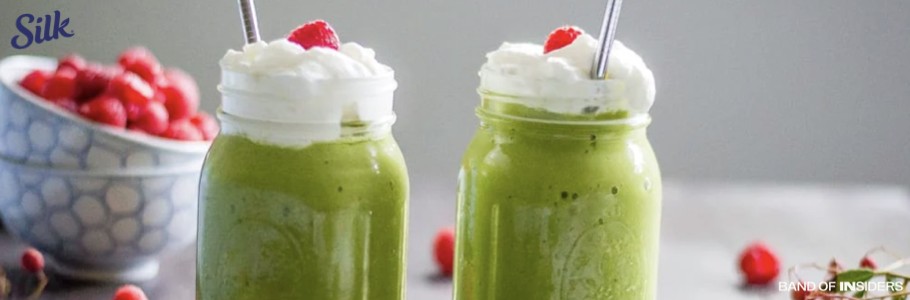 Silk
BAND OF INSIDERS